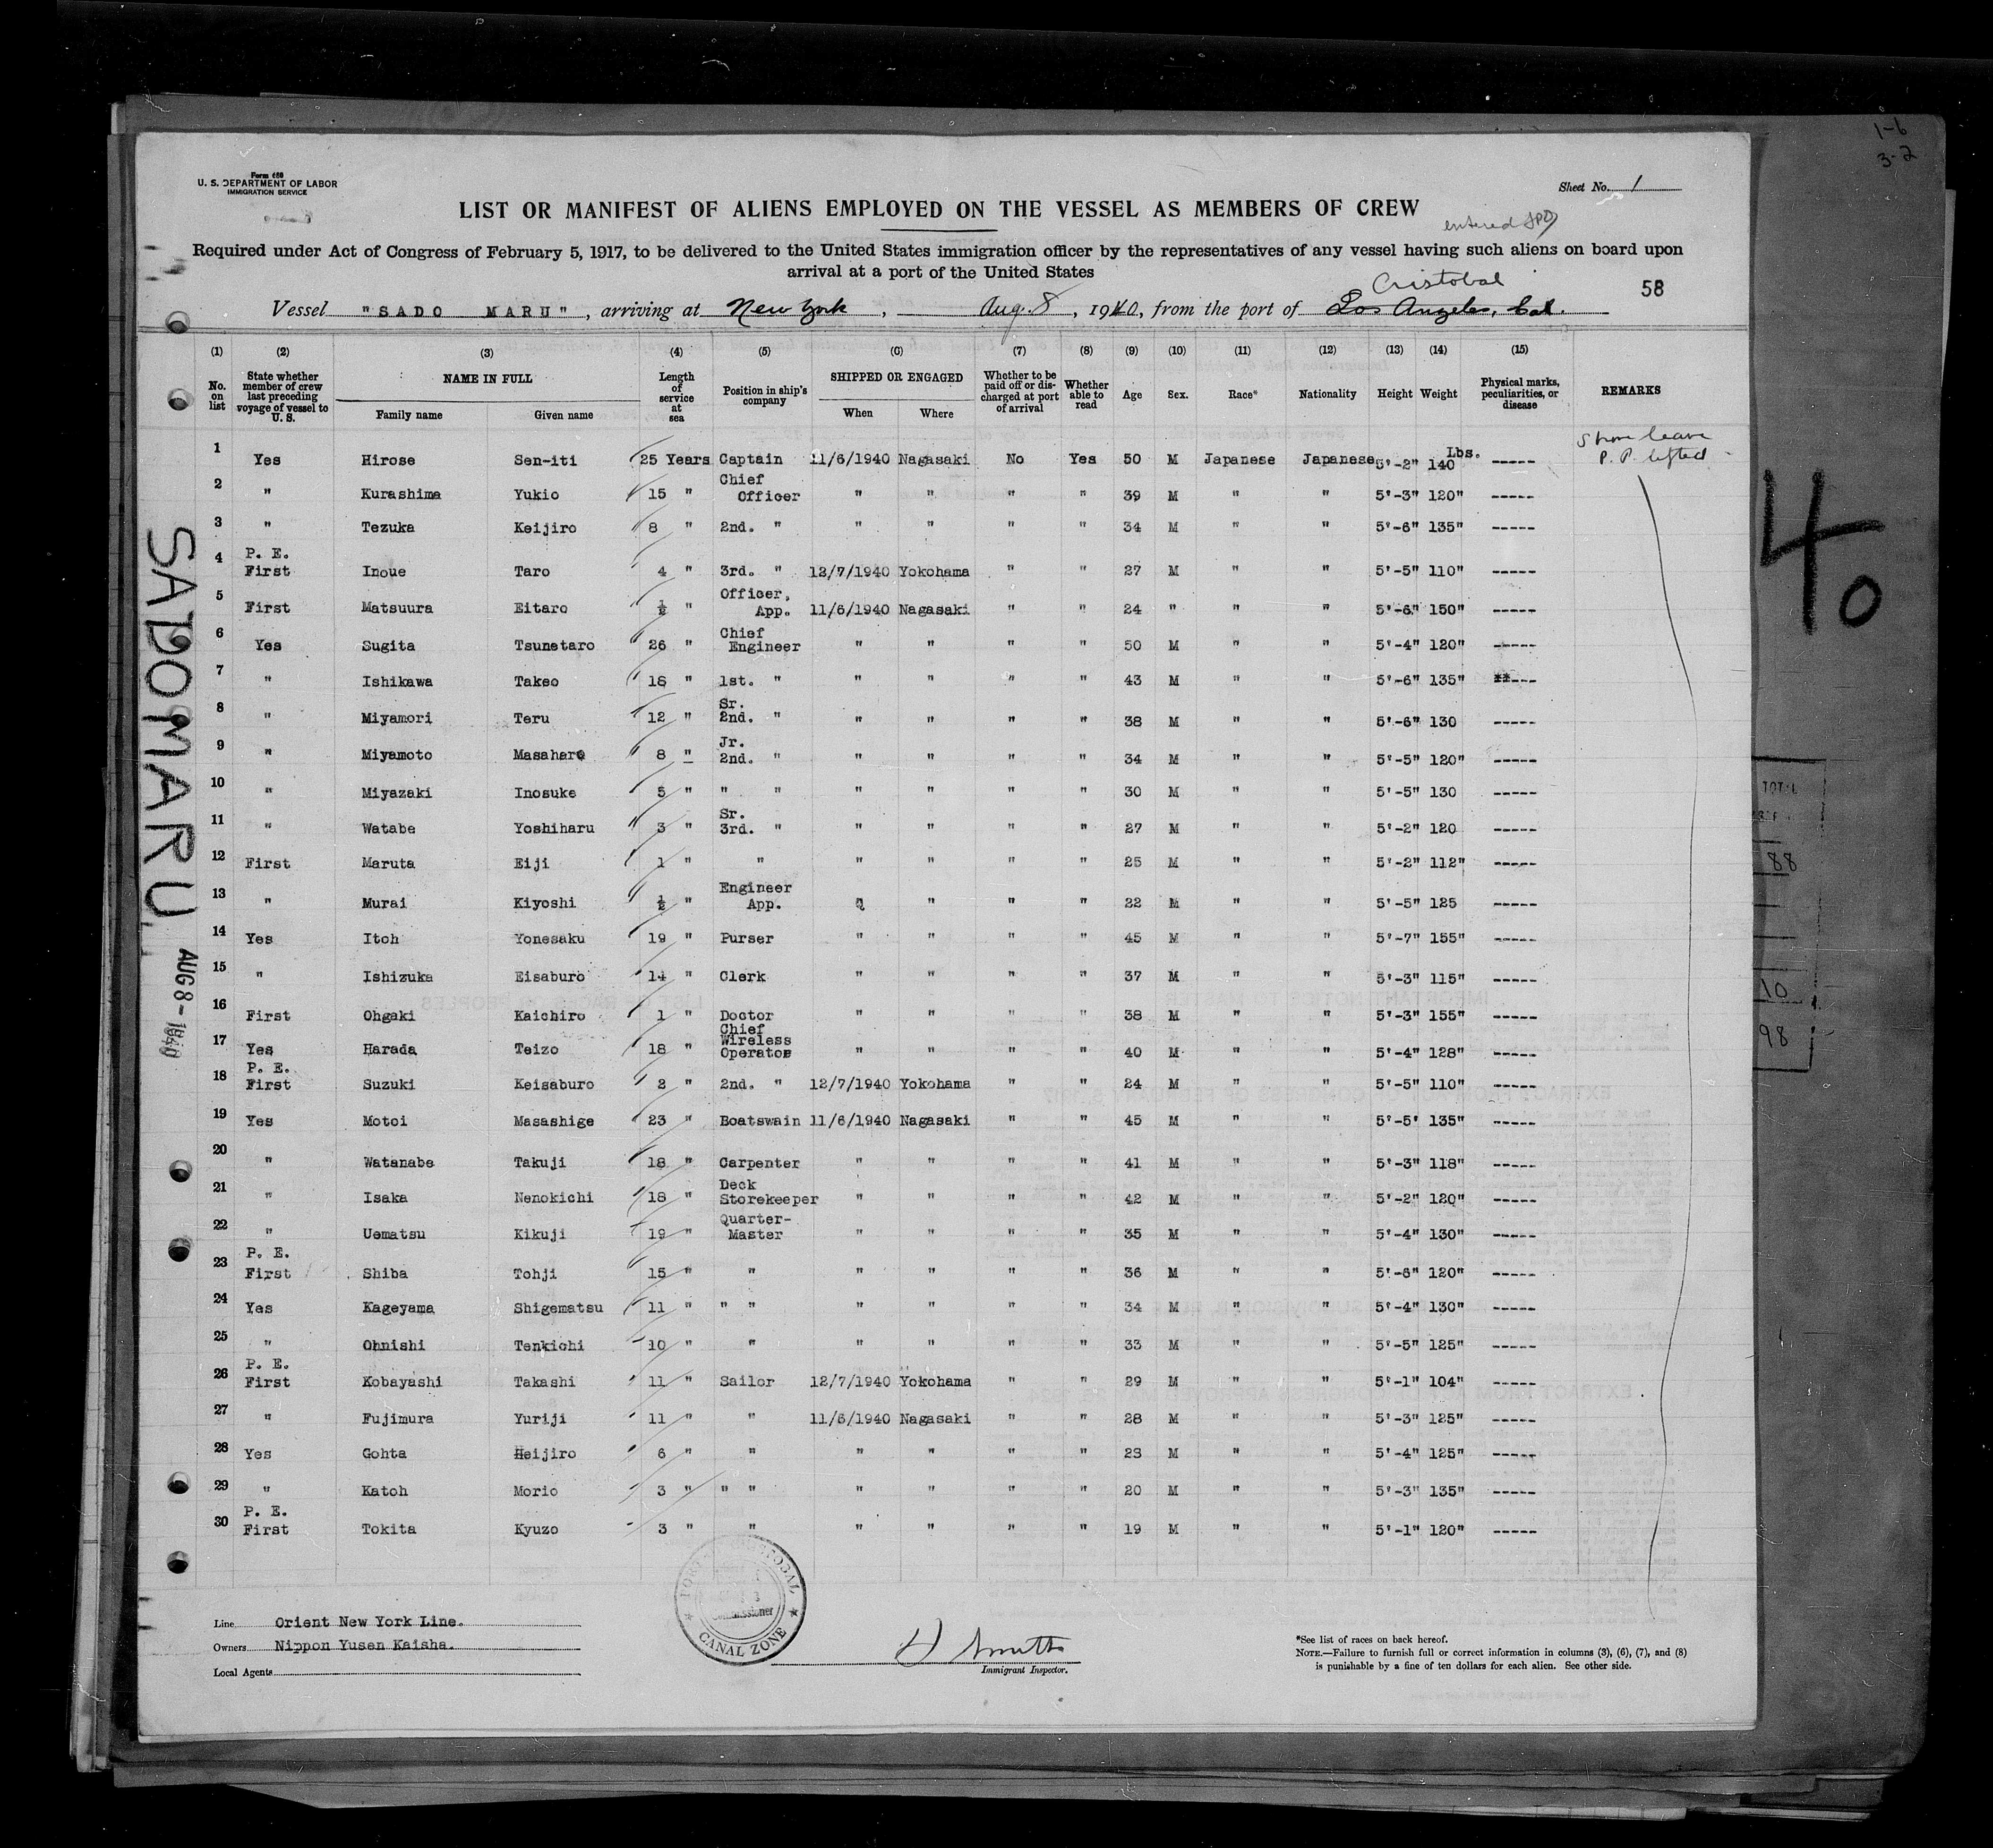 1-6
3-2
Form 680
U. S. DEPARTMENT OF LABOR
IMMIGRATION SERVICE
Sheet No. 1
LIST OR MANIFEST OF ALIENS EMPLOYED ON THE VESSEL AS MEMBERS OF CREW
entered
Required under Act of Congress of February 5, 1917, to be delivered to the United States immigration officer by the representatives of any vessel having such aliens on board upon
arrival at a port of the United States
Cristobal
58
Vessel "SADO MARU", arriving at New York, Aug. 8, 1940, from the port of Los Angeles, Cal.
(1) (2) (3) (4) (5) (6) (7) (8) (9) (10) (11) (12) (13) (14) (15)
No. on list State whether member of crew last preceding voyage of vessel to U. S. NAME IN FULL Family name Given name Length of service at sea Position in ship's company SHIPPED OR ENGAGED When Where Whether to be paid off or discharged at port of arrival Whether able to read Age Sex. Race* Nationality Height Weight Physical marks, peculiarities, or disease REMARKS
Shore leave
P. P. lifted
1 Yes Hirose Sen-iti 25 Years Captain 11/6/1940 Nagasaki No Yes 50 M Japanese Japanese 5'-2" 140 Lbs. -----
2 " Kurashima Yukio 15 " Chief Officer " " " " 39 M " " 5'-3" 120" -----
3 " Tezuka Keijiro 8 " 2nd. " " " " " 34 M " " 5'-6" 135" -----
4 P. E. First Inoue Taro 4 " 3rd. " 12/7/1940 Yokohama " " 27 M " " 5'-5" 110" -----
5 First Matsuura Eitaro ½ " Officer, App. 11/6/1940 Nagasaki " " 24 " " " 5'-6" 150" -----
6 Yes Sugita Tsunetaro 26 " Chief Engineer " " " " 50 M " " 5'-4" 120" -----
7 " Ishikawa Takeo 18 " 1st. " " " " " 43 M " " 5'-6" 135" **---
8 " Miyamori Teru 12 " Sr. 2nd. " " " " " 38 M " " 5'-6" 130 -----
9 " Miyamoto Masaharo 8 " Jr. 2nd. " " " " " 34 M " " 5'-5" 120" -----
10 " Miyazaki Inosuke 5 " " " " " " " 30 M " " 5'-5" 130 -----
11 " Watabe Yoshiharu 3 " Sr. 3rd. " " " " " 27 M " " 5'-2" 120 -----
12 First Maruta Eiji 1 " " " " " " 25 M " " 5'-2" 112" -----
13 " Murai Kiyoshi ½ " Engineer App. " " " " 22 M " " 5'-5" 125 -----
14 Yes Itoh Yonesaku 19 " Purser " " " " 45 M " " 5'-7" 155" -----
15 " Ishizuka Eisaburo 14 " Clerk " " " " 37 M " " 5'-3" 115" -----
16 First Ohgaki Kaichiro 1 " Doctor " " " " 38 M " " 5'-3" 155" -----
17 Yes Harada Teizo 18 " Chief Wireless Operator " " " " 40 M " " 5'-4" 128" -----
18 P. E. First Suzuki Keisaburo 2 " 2nd. " 12/7/1940 Yokohama " " 24 M " " 5'-5" 110" -----
19 Yes Motoi Masashige 23 " Boatswain 11/6/1940 Nagasaki " " 45 M " " 5'-5' 135" -----
20 " Watanabe Takuji 18 " Carpenter " " " " 41 M " " 5'-3" 118" -----
21 " Isaka Nenokichi 18 " Deck Storekeeper " " " " 42 M " " 5'-2" 120" -----
22 " Uematsu Kikuji 19 " Quarter-Master " " " " 35 M " " 5'-4" 130" -----
23 P. E. First Shiba Tohji 15 " " " " " " 36 M " " 5'-6" 120" -----
24 Yes Kageyama Shigematsu 11 " " " " " " " 34 M " " 5'-4" 130" -----
25 " Ohnishi Tenkichi 10 " " " " " " 33 M " " 5'-5" 125" -----
26 P. E. First Kobayashi Takashi 11 " Sailor 12/7/1940 Yokohama " " 29 M " " 5'-1" 104" -----
27 " Fujimura Yuriji 11 " " 11/6/1940 Nagasaki " " 28 M " " 5'-3" 125" -----
28 Yes Gohta Heijiro 6 " " " " " " 23 M " " 5'-4" 125" -----
29 " Katoh Morio 3 " " " " " " " 20 M " " 5'-3" 135" -----
30 P. E. First Tokita Kyuzo 3 " " " " " " 19 M " " 5'-1" 120" -----
SADO MARU
AUG 8-1940
40
TOTAL
88
10
98
PORT CRISTOBAL
Commissioner
CANAL ZONE
Line Orient New York Line.
Owners Nippon Yusen Kaisha.
Local Agents
Immigrant Inspector.
*See list of races on back hereof.
NOTE.—Failure to furnish full or correct information in columns (3), (6), (7), and (8)
is punishable by a fine of ten dollars for each alien. See other side.